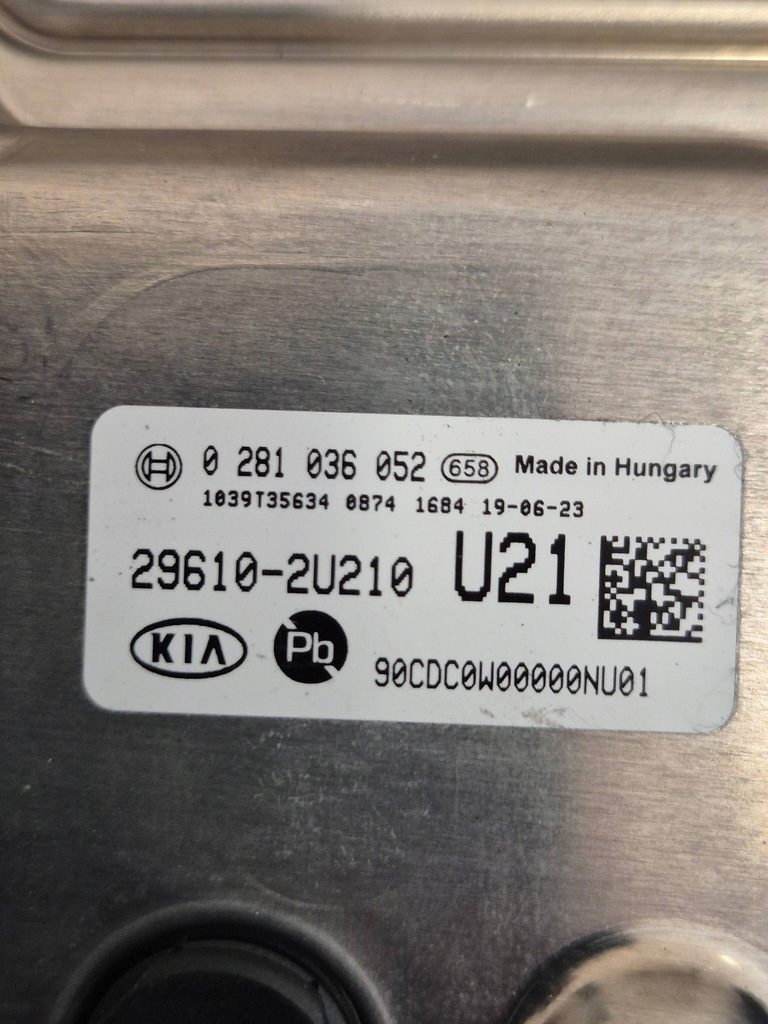 0 281 036 052 658 Made in Hungary
1039T35634 0874 1684 19-06-23
29610-2U210 U21
KIA Pb 90CDC0W00000NU01